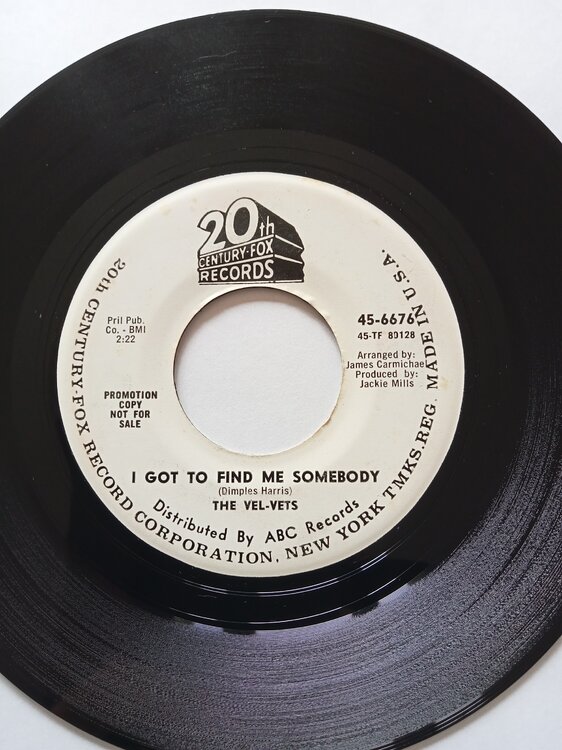 20th
CENTURY-FOX
RECORDS
Pril Pub.
Co. - BMI
2:22
45-6676
45-TF 80128
Arranged by:
James Carmichael
Produced by:
Jackie Mills
PROMOTION
COPY
NOT FOR
SALE
I GOT TO FIND ME SOMEBODY
(Dimples Harris)
THE VEL-VETS
Distributed By ABC Records
20th CENTURY-FOX RECORD CORPORATION, NEW YORK TMKS.REG. MADE IN U.S.A.